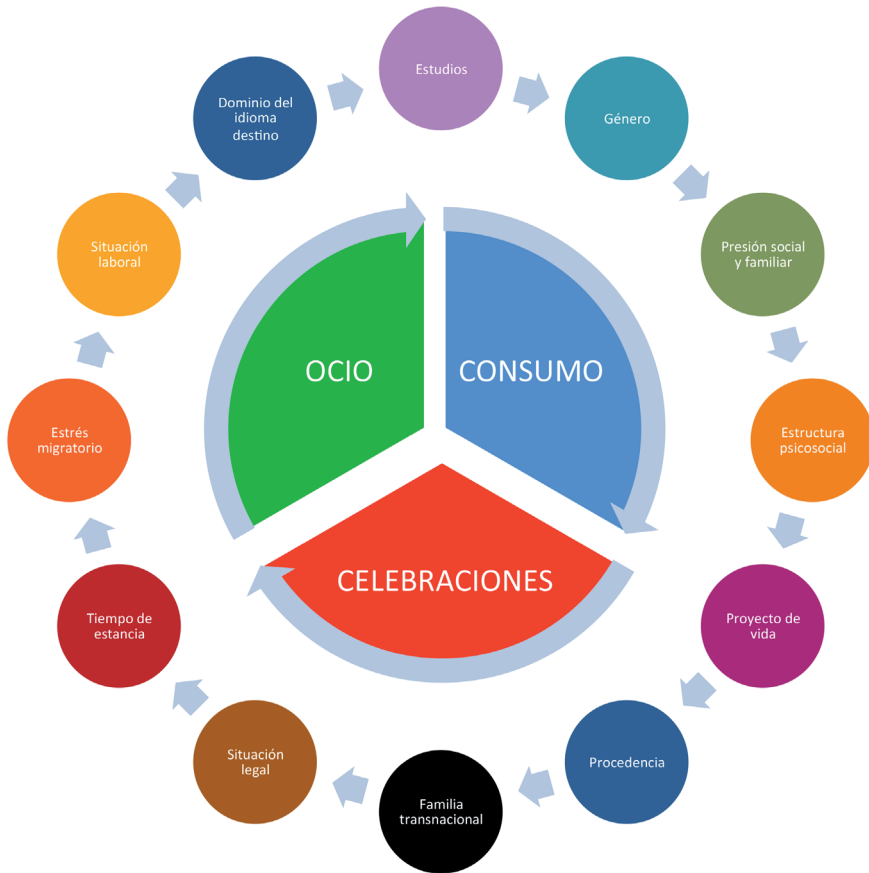 Estudios
Género
Presión social
y familiar
Estructura
psicosocial
Proyecto de
vida
Procedencia
Familia
transnacional
Situación
legal
Tiempo de
estancia
Estrés
migratorio
Situación
laboral
Dominio del
idioma
destino
OCIO
CONSUMO
CELEBRACIONES